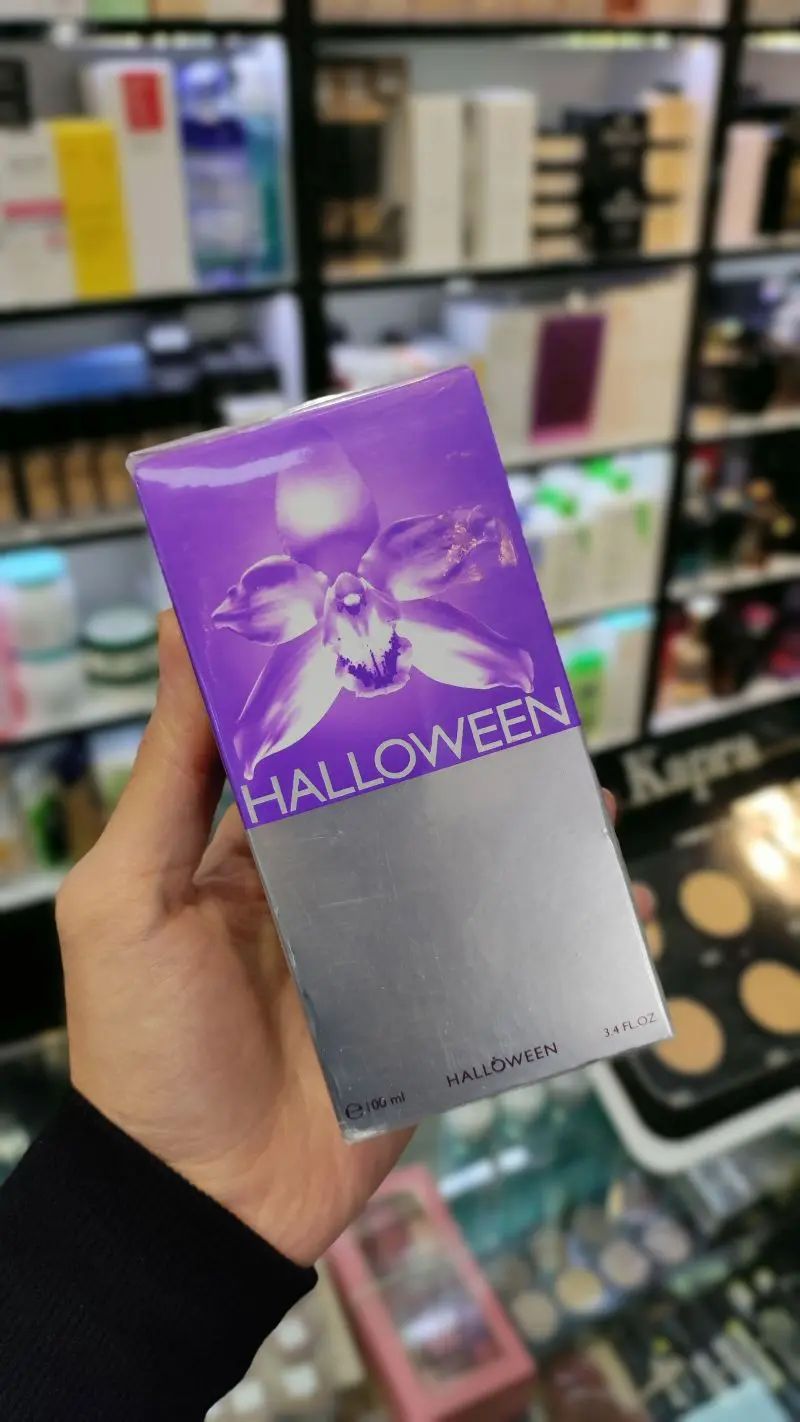 HALLOWEEN
HALLOWEEN
3.4 FL.OZ
e 100 ml
Kapra